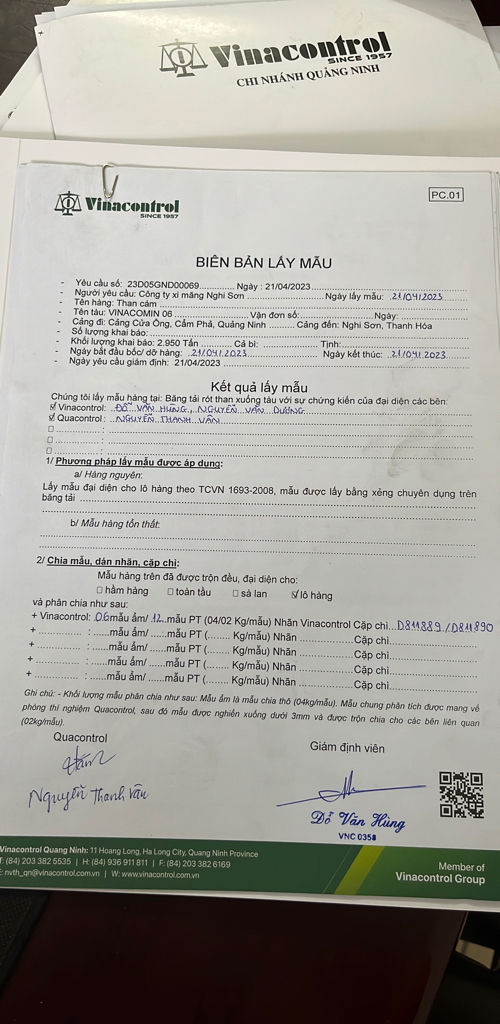 Vinacontrol
SINCE 1957
CHI NHÁNH QUẢNG NINH
Vinacontrol
SINCE 1957
PC.01
BIÊN BẢN LẤY MẪU
- Yêu cầu số: 23D05GND00069.............. Ngày : 21/04/2023........................
- Người yêu cầu: Công ty xi măng Nghi Sơn ............................ Ngày lấy mẫu: 21/04/2023
- Tên hàng: Than cám ........................
- Tên tàu: VINACOMIN 06 ............................ Vận đơn số:........................ Ngày:........................
- Cảng đi: Cảng Cửa Ông, Cẩm Phả, Quảng Ninh .......... Cảng đến: Nghi Sơn, Thanh Hóa
- Số lượng khai báo: ........................
- Khối lượng khai báo: 2.950 Tấn .......... Cả bì: .................... Tịnh:........................
- Ngày bắt đầu bốc/ dỡ hàng: 21/04/2023 ........................ Ngày kết thúc: 21/04/2023
- Ngày yêu cầu giám định: 21/04/2023
Kết quả lấy mẫu
Chúng tôi lấy mẫu hàng tại: Băng tải rót than xuống tàu với sự chứng kiến của đại diện các bên:
☑ Vinacontrol: ĐỖ VĂN HÙNG, NGUYỄN VĂN DƯƠNG
☑ Quacontrol: NGUYỄN THANH VÂN
☐ .................. : ........................
☐ .................. : ........................
☐ .................. : ........................
1/ Phương pháp lấy mẫu được áp dụng:
a/ Hàng nguyên:
Lấy mẫu đại diện cho lô hàng theo TCVN 1693-2008, mẫu được lấy bằng xẻng chuyên dụng trên
băng tải ........................
b/ Mẫu hàng tổn thất:
2/ Chia mẫu, dán nhãn, cặp chì:
Mẫu hàng trên đã được trộn đều, đại diện cho:
☐ hầm hàng ☐ toàn tầu ☐ sà lan ☑ lô hàng
và phân chia như sau:
+ Vinacontrol: 06 mẫu ẩm/ 12 mẫu PT (04/02 Kg/mẫu) Nhãn Vinacontrol Cặp chì...D811889/D811890
+ .................. : ......mẫu ẩm/ ......mẫu PT (........ Kg/mẫu) Nhãn ....................Cặp chì....................
+ .................. : ......mẫu ẩm/ ......mẫu PT (........ Kg/mẫu) Nhãn ....................Cặp chì....................
+ .................. : ......mẫu ẩm/ ......mẫu PT (........ Kg/mẫu) Nhãn ....................Cặp chì....................
+ .................. : ......mẫu ẩm/ ......mẫu PT (........ Kg/mẫu) Nhãn ....................Cặp chì....................
Ghi chú: - Khối lượng mẫu phân chia như sau: Mẫu ẩm là mẫu chia thô (04kg/mẫu). Mẫu chung phân tích được mang về
phòng thí nghiệm Quacontrol, sau đó mẫu được nghiền xuống dưới 3mm và được trộn chia cho các bên liên quan
(02kg/mẫu).
Quacontrol
Giám định viên
Nguyễn Thanh Vân
Đỗ Văn Hùng
VNC 0358
Vinacontrol Quang Ninh: 11 Hoang Long, Ha Long City, Quang Ninh Province
T: (84) 203 382 5535 | H: (84) 936 911 811 | F: (84) 203 382 6169
E: nvth_qn@vinacontrol.com.vn | W: www.vinacontrol.com.vn
Member of
Vinacontrol Group